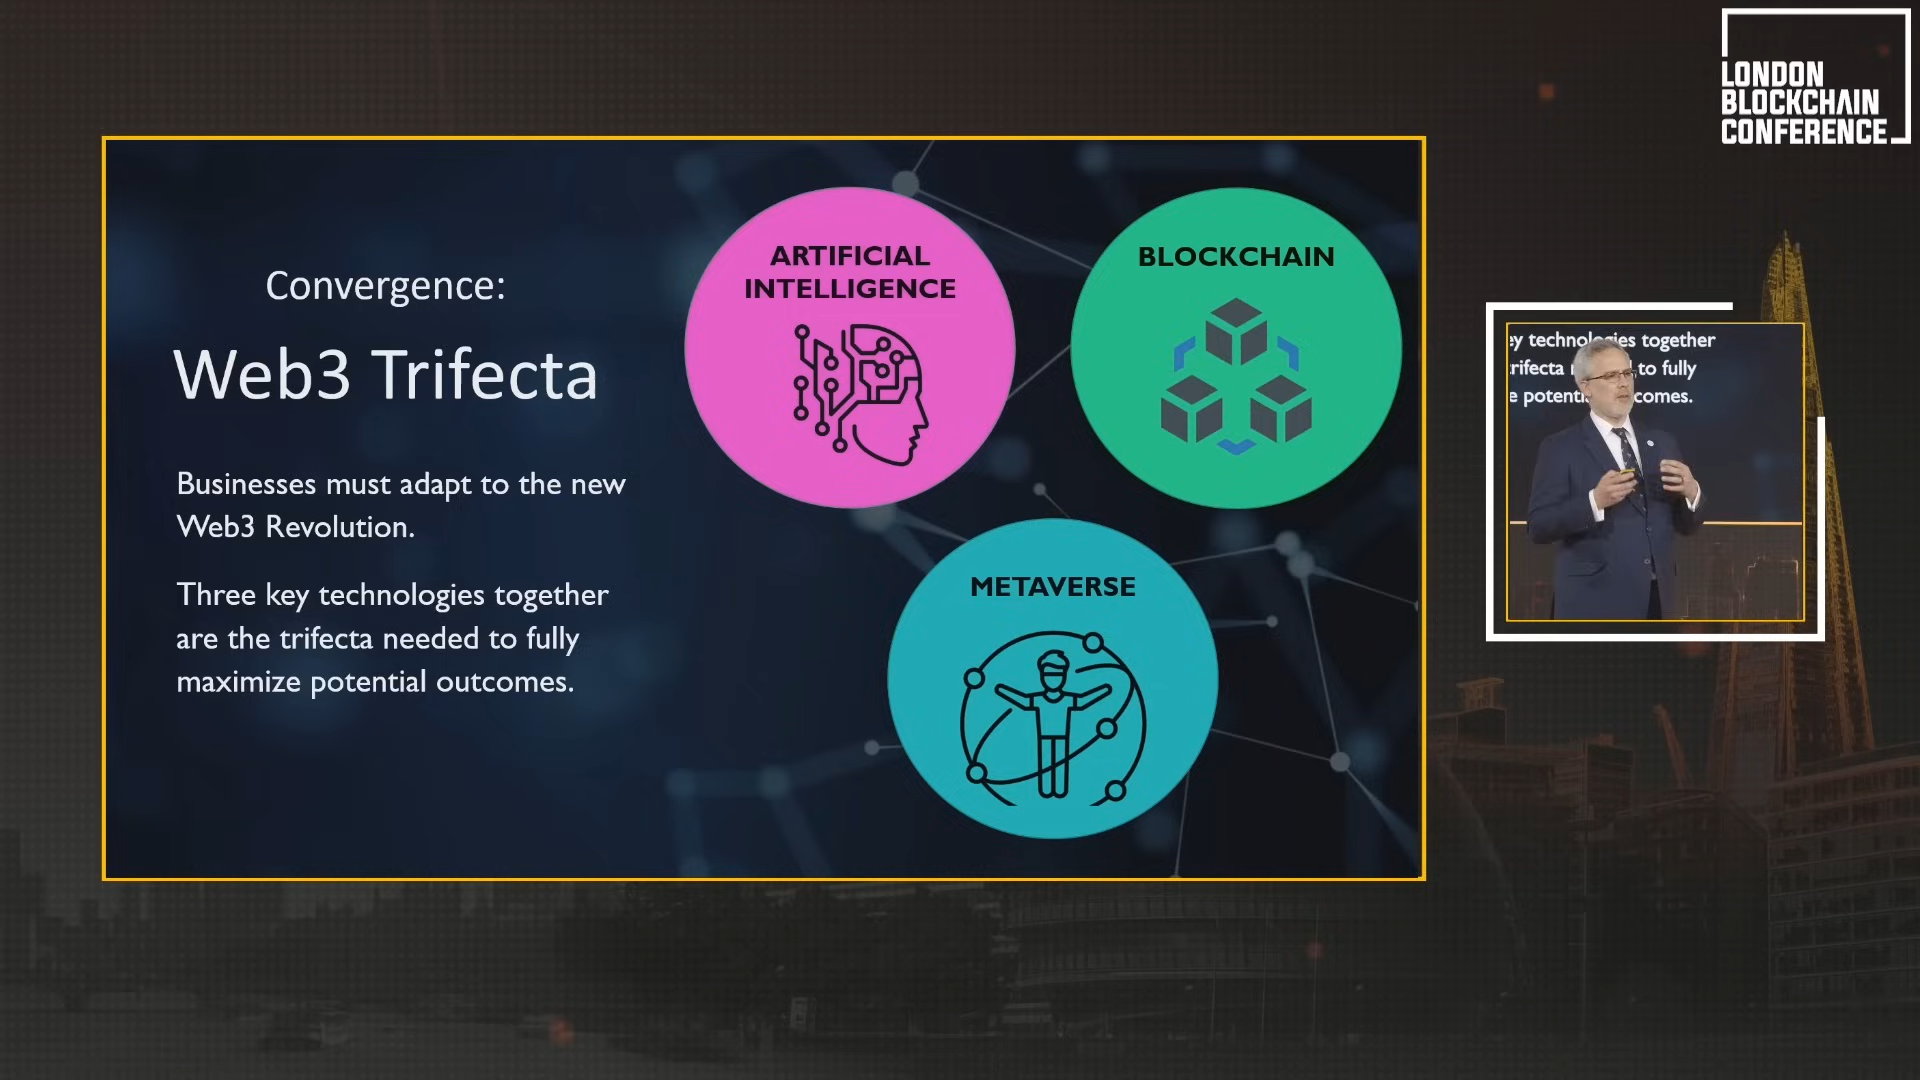 LONDON
BLOCKCHAIN
CONFERENCE
Convergence:
Web3 Trifecta
Businesses must adapt to the new
Web3 Revolution.
Three key technologies together
are the trifecta needed to fully
maximize potential outcomes.
ARTIFICIAL
INTELLIGENCE
BLOCKCHAIN
METAVERSE
technologies together
to fully